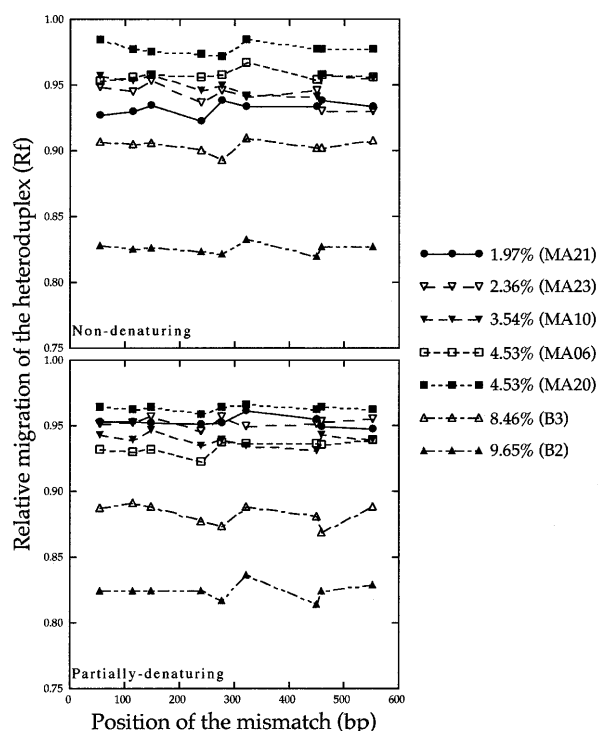 Relative migration of the heteroduplex (Rf)
1.00
0.95
0.90
0.85
0.80
0.75
Non-denaturing
1.00
0.95
0.90
0.85
0.80
0.75
Partially-denaturing
0
100
200
300
400
500
600
Position of the mismatch (bp)
1.97% (MA21)
2.36% (MA23)
3.54% (MA10)
4.53% (MA06)
4.53% (MA20)
8.46% (B3)
9.65% (B2)